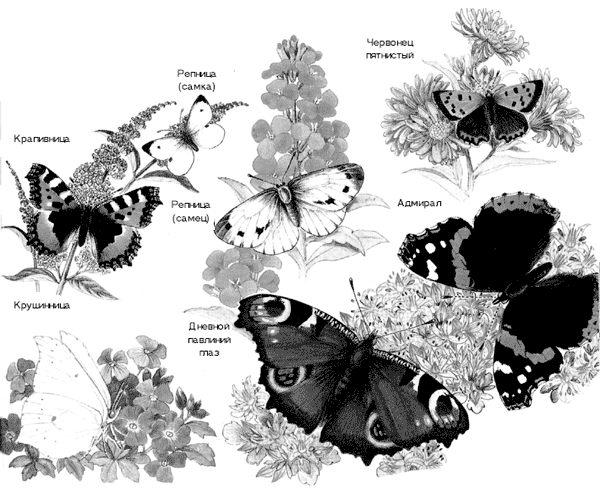 Червонец
пятнистый
Репница
(самка)
Крапивница
Репница
(самец)
Адмирал
Крушинница
Дневной
павлиний
глаз